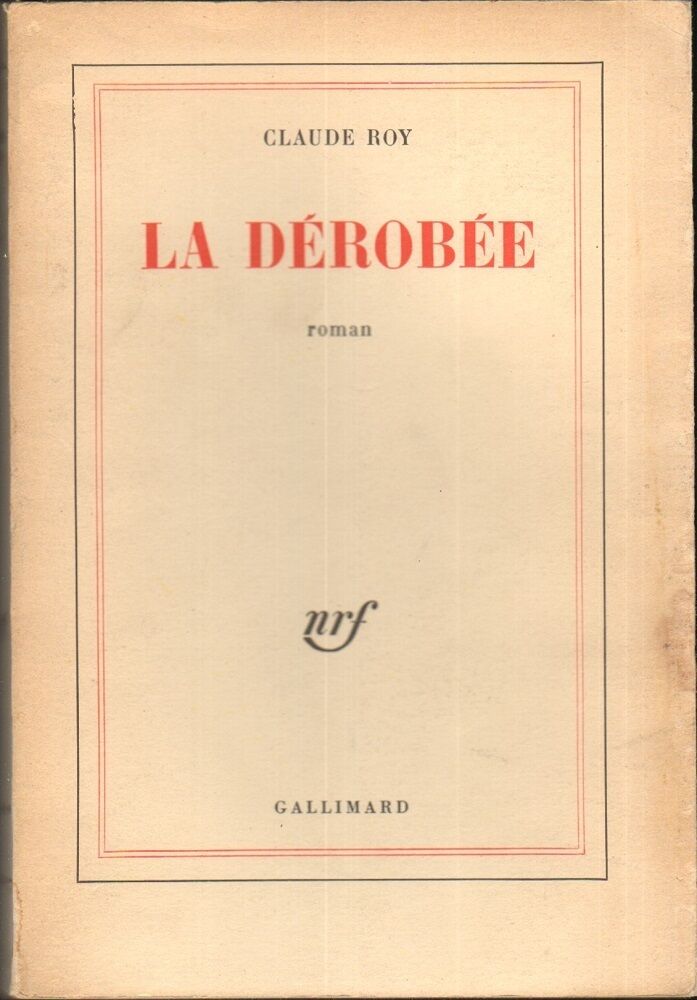 CLAUDE ROY
LA DÉROBÉE
roman
nrf
GALLIMARD